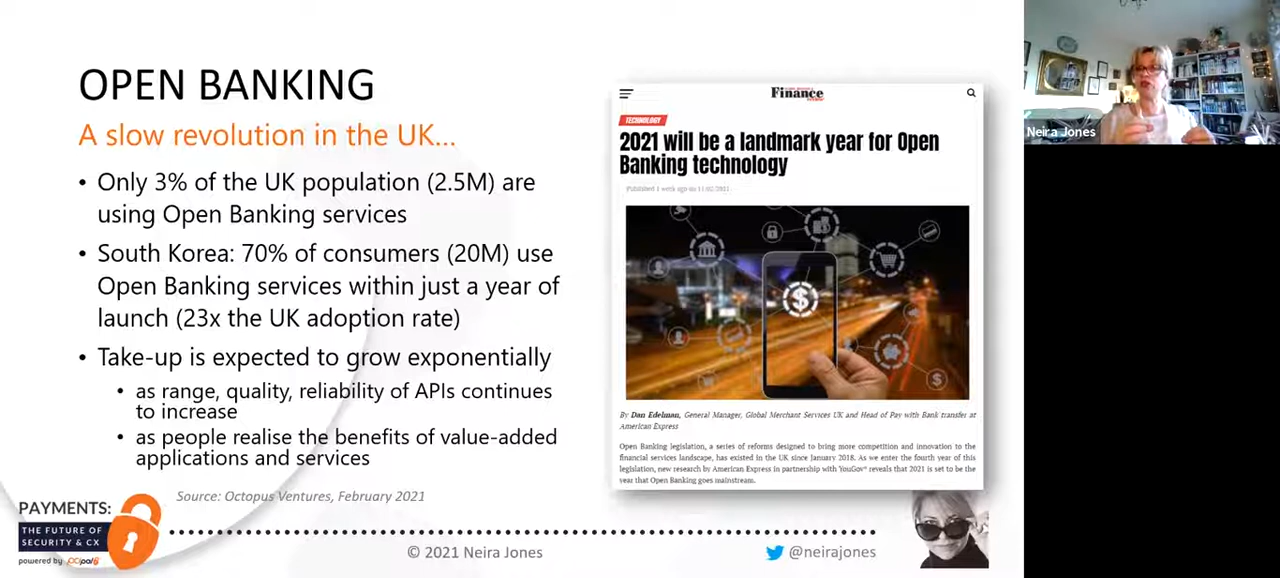 OPEN BANKING
A slow revolution in the UK...
• Only 3% of the UK population (2.5M) are
using Open Banking services
• South Korea: 70% of consumers (20M) use
Open Banking services within just a year of
launch (23x the UK adoption rate)
• Take-up is expected to grow exponentially
• as range, quality, reliability of APIs continues
to increase
• as people realise the benefits of value-added
applications and services
Source: Octopus Ventures, February 2021
PAYMENTS:
THE FUTURE OF
SECURITY & CX
powered by pcipal
© 2021 Neira Jones
@neirajones
Finance
TECHNOLOGY
2021 will be a landmark year for Open
Banking technology
Published 1 week ago on 11/02/2021
By Dan Edelman, General Manager, Global Merchant Services UK and Head of Pay with Bank transfer at
American Express
Open Banking legislation, a series of reforms designed to bring more competition and innovation to the
financial services landscape, has existed in the UK since January 2018. As we enter the fourth year of this
legislation, new research by American Express in partnership with YouGov* reveals that 2021 is set to be the
year that Open Banking goes mainstream.
Neira Jones